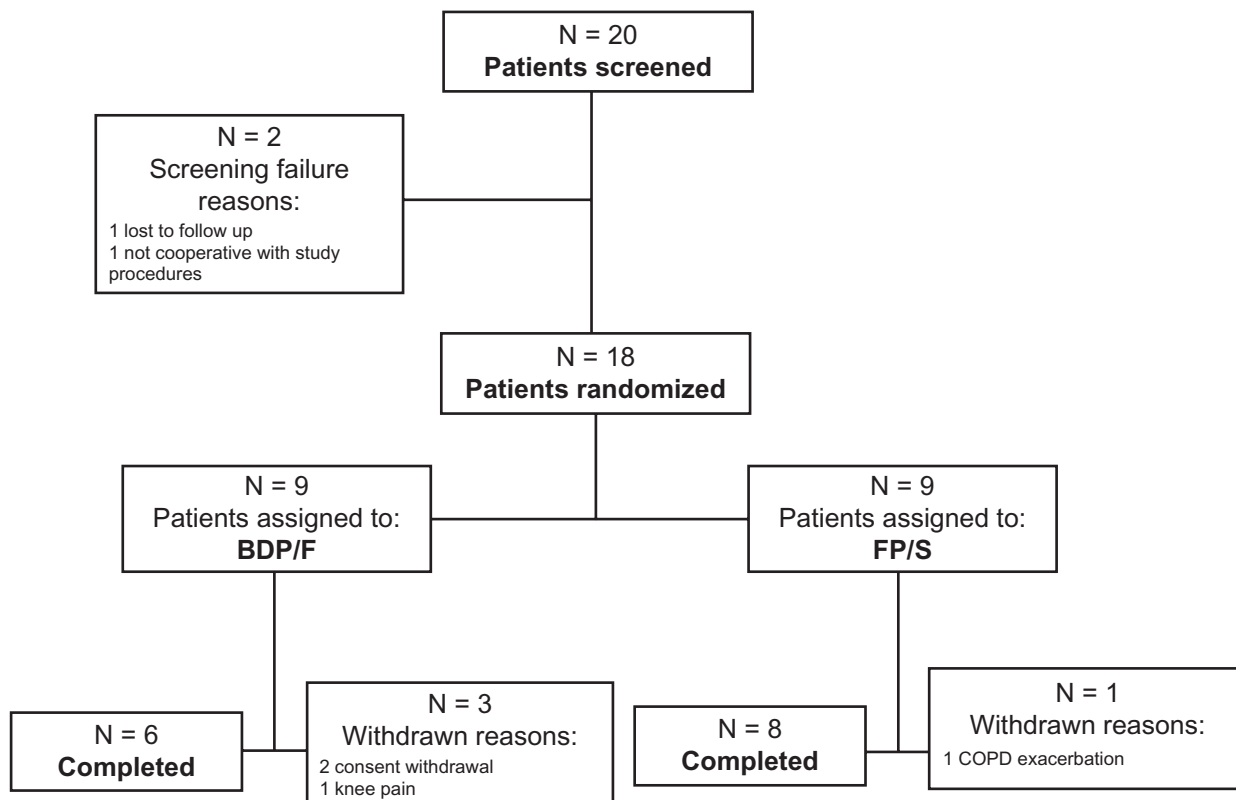 N = 20
Patients screened
N = 2
Screening failure
reasons:
1 lost to follow up
1 not cooperative with study
procedures
N = 18
Patients randomized
N = 9
Patients assigned to:
BDP/F
N = 9
Patients assigned to:
FP/S
N = 6
Completed
N = 3
Withdrawn reasons:
2 consent withdrawal
1 knee pain
N = 8
Completed
N = 1
Withdrawn reasons:
1 COPD exacerbation